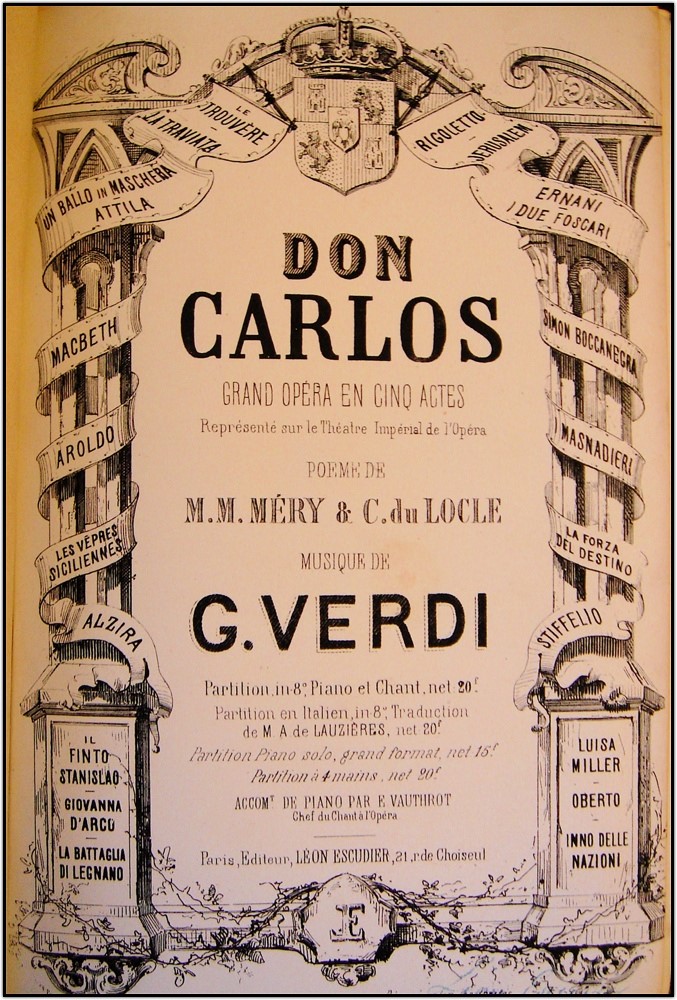 LE
TROUVERE
LA TRAVIATA
RIGOLETTO
JERUSALEM
UN BALLO IN MASCHERA
ATTILA
ERNANI
I DUE FOSCARI
MACBETH
SIMON BOCCANEGRA
AROLDO
I MASNADIERI
LES VÊPRES
SICILIENNES
LA FORZA
DEL DESTINO
ALZIRA
STIFFELIO
IL
FINTO
STANISLAO
GIOVANNA
D'ARCO
LA BATTAGLIA
DI LEGNANO
LUISA
MILLER
OBERTO
INNO DELLE
NAZIONI
DON
CARLOS
GRAND OPÉRA EN CINQ ACTES
Représenté sur le Théatre Impérial de l'Opéra
POEME DE
M.M. MÉRY & C. du LOCLE
MUSIQUE DE
G. VERDI
Partition, in-8º, Piano et Chant, net 20f
Partition en Italien, in-8º, Traduction
de M. A. de LAUZIÈRES, net 20f
Partition Piano solo, grand format, net 15f
Partition à 4 mains, net 20f
ACCOMT DE PIANO PAR E. VAUTHROT
Chef du Chant à l'Opéra
Paris, Editeur, LÉON ESCUDIER, 21, r. de Choiseul
LE